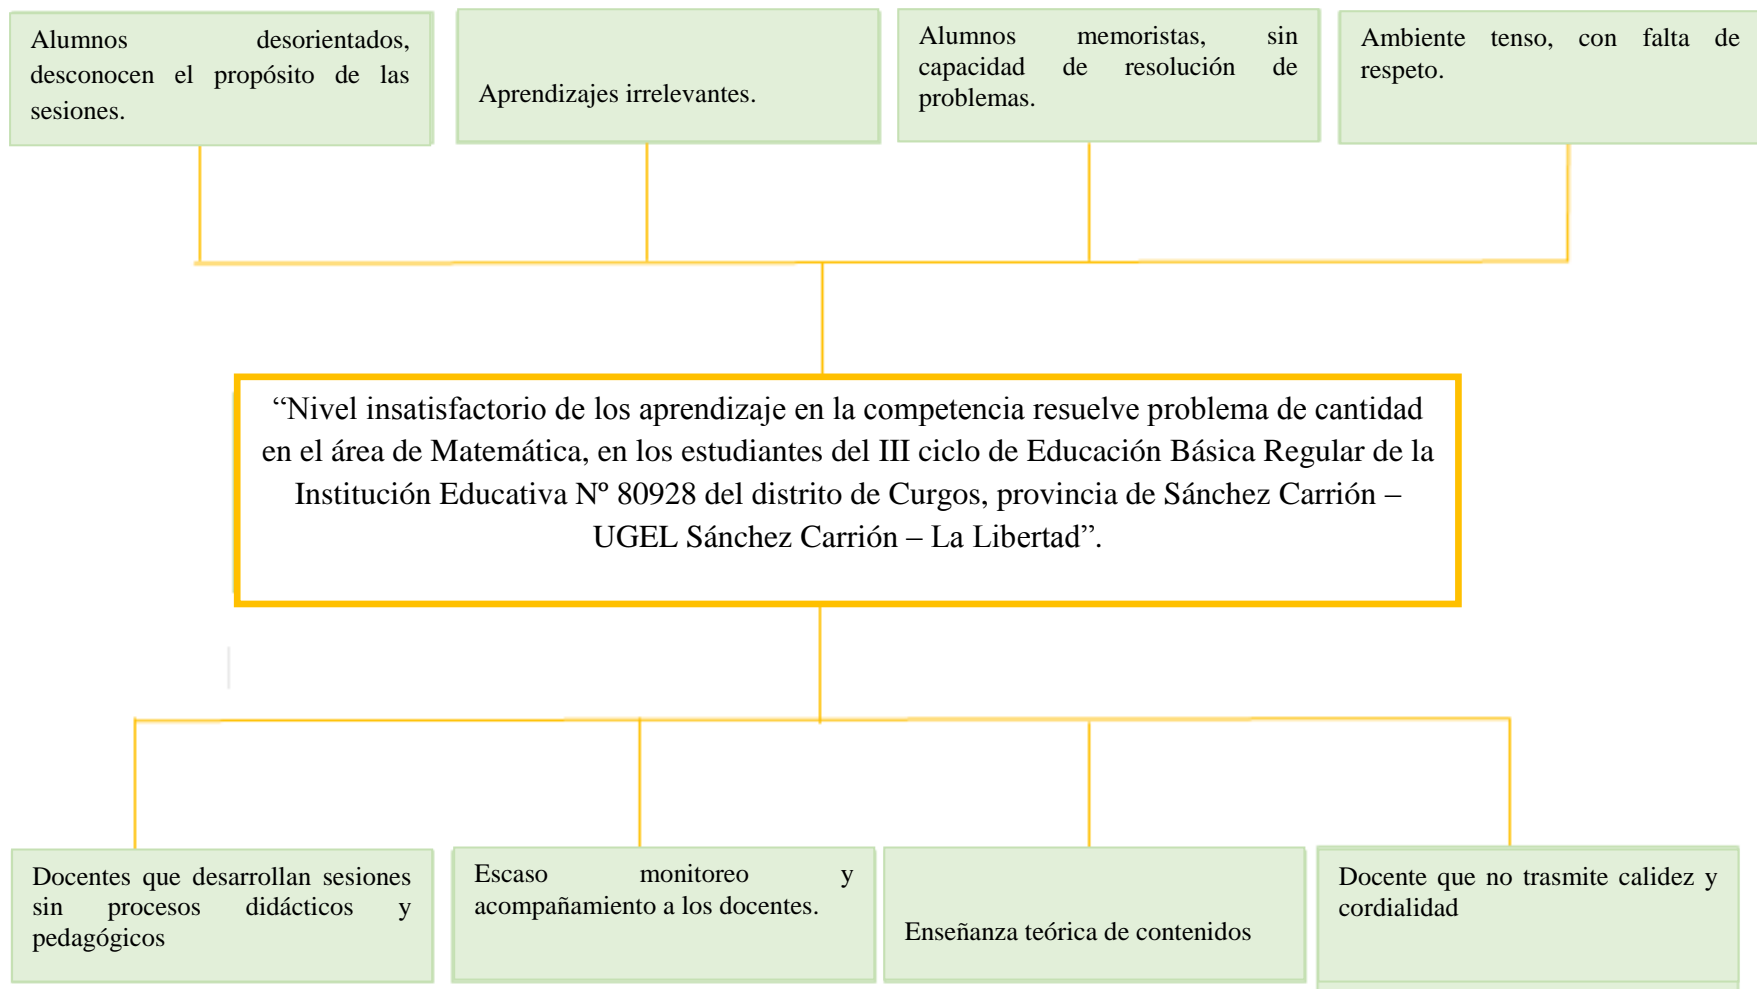 Alumnos desorientados,
desconocen el propósito de las
sesiones.
Aprendizajes irrelevantes.
Alumnos memoristas, sin
capacidad de resolución de
problemas.
Ambiente tenso, con falta de
respeto.
“Nivel insatisfactorio de los aprendizaje en la competencia resuelve problema de cantidad
en el área de Matemática, en los estudiantes del III ciclo de Educación Básica Regular de la
Institución Educativa Nº 80928 del distrito de Curgos, provincia de Sánchez Carrión –
UGEL Sánchez Carrión – La Libertad”.
Docentes que desarrollan sesiones
sin procesos didácticos y
pedagógicos
Escaso monitoreo y
acompañamiento a los docentes.
Enseñanza teórica de contenidos
Docente que no trasmite calidez y
cordialidad